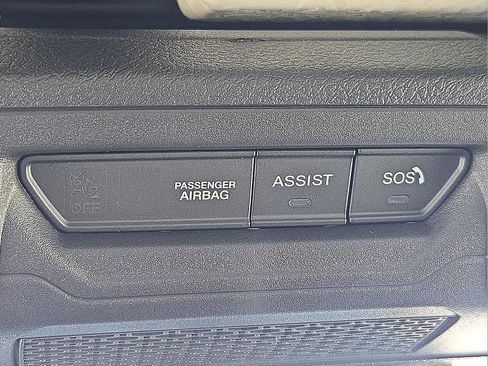 OFF
PASSENGER
AIRBAG
ASSIST
SOS